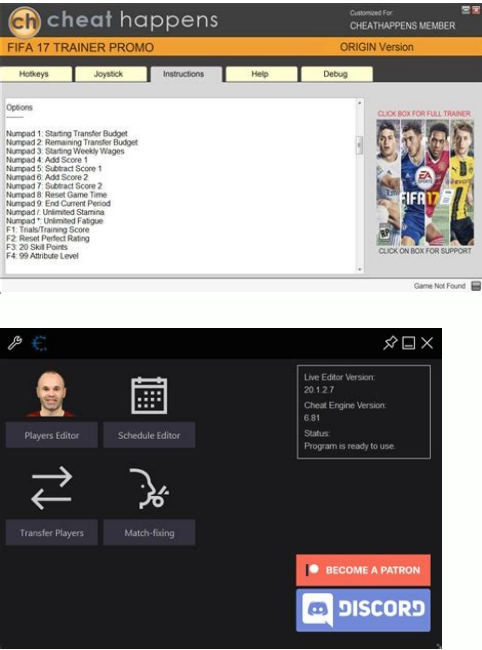 ch cheat happens
Customized For:
CHEATHAPPENS MEMBER
FIFA 17 TRAINER PROMO
ORIGIN Version
Hotkeys
Joystick
Instructions
Help
Debug
Options
------
Numpad 1: Starting Transfer Budget
Numpad 2: Remaining Transfer Budget
Numpad 3: Starting Weekly Wages
Numpad 4: Add Score 1
Numpad 5: Subtract Score 1
Numpad 6: Add Score 2
Numpad 7: Subtract Score 2
Numpad 8: Reset Game Time
Numpad 9: End Current Period
Numpad /: Unlimited Stamina
Numpad *: Unlimited Fatigue
F1: Trials/Training Score
F2: Reset Perfect Rating
F3: 20 Skill Points
F4: 99 Attribute Level
CLICK BOX FOR FULL TRAINER
EA
SPORTS
FIFA 17
RP
CLICK ON BOX FOR SUPPORT
Game Not Found
Players Editor
Schedule Editor
Transfer Players
Match-fixing
Live Editor Version:
20.1.2.7
Cheat Engine Version:
6.81
Status:
Program is ready to use.
BECOME A PATRON
DISCORD